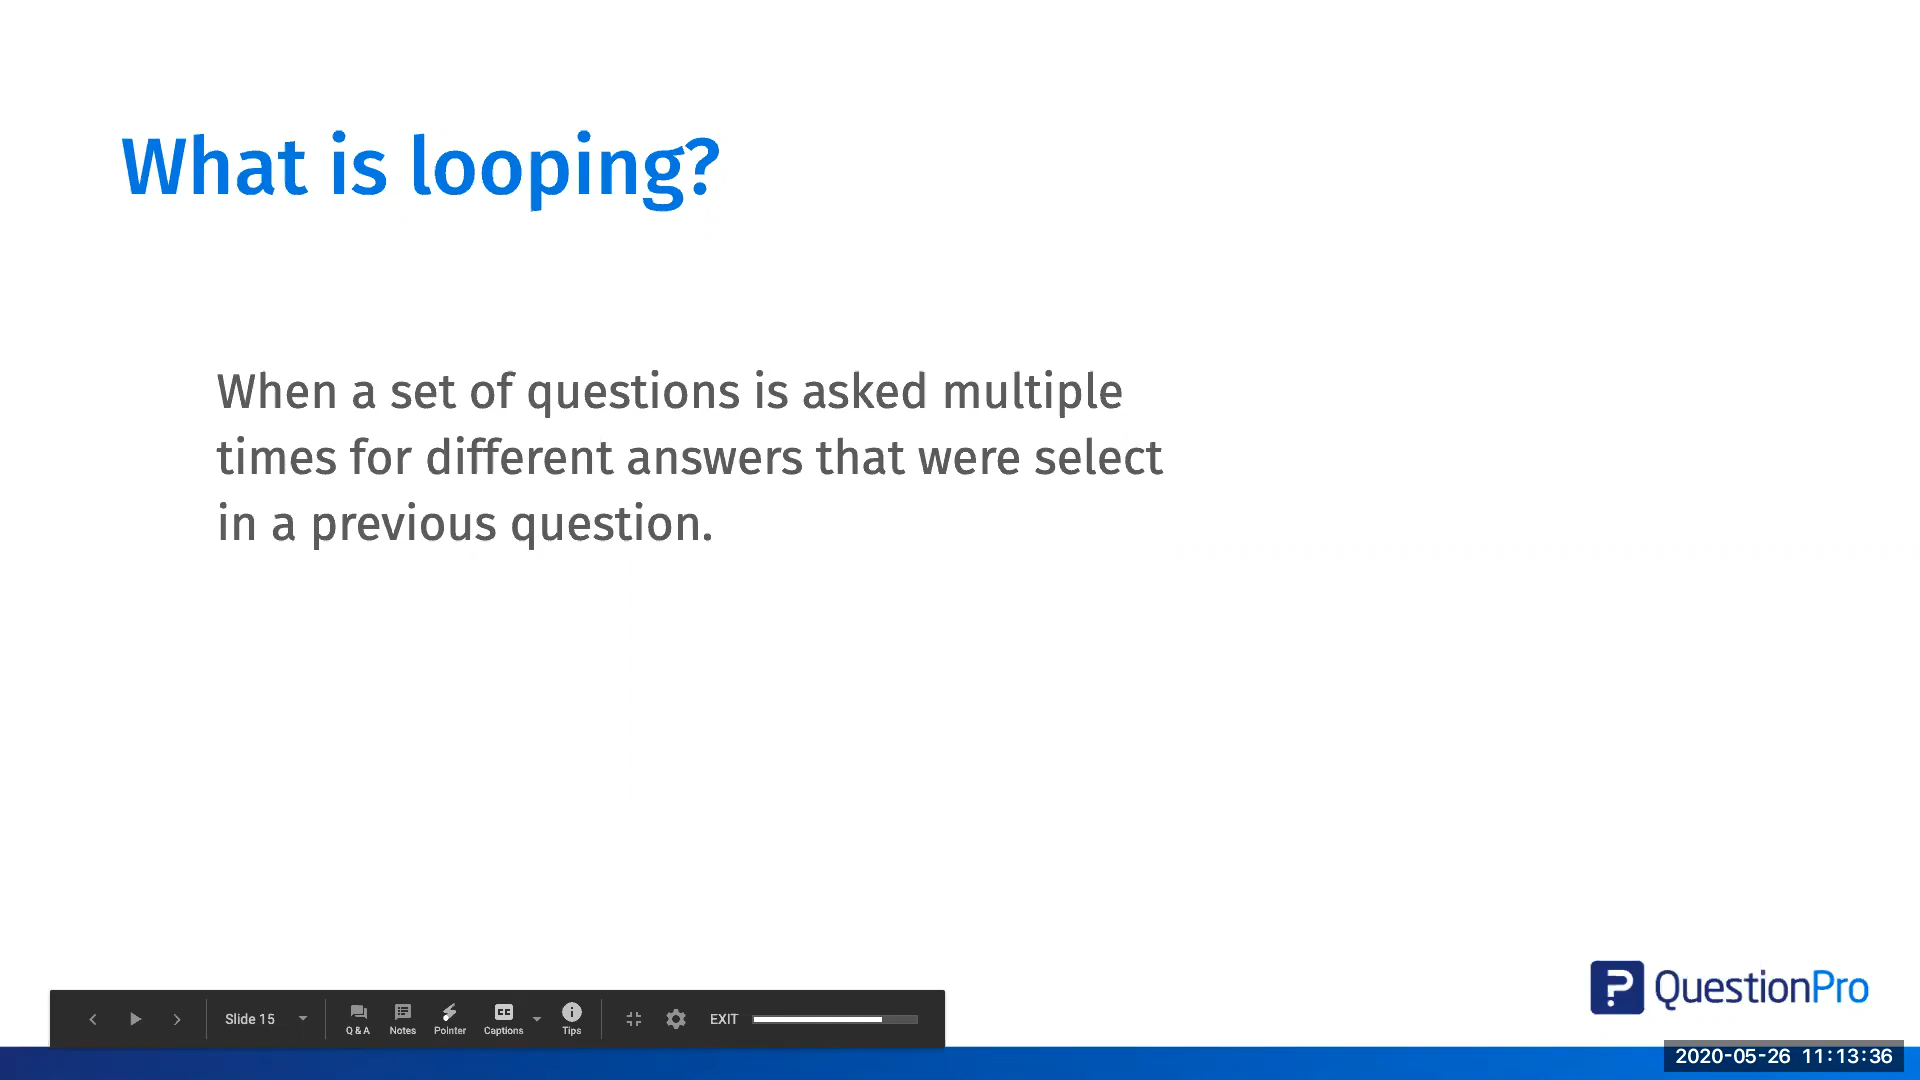 What is looping?
When a set of questions is asked multiple
times for different answers that were select
in a previous question.
QuestionPro
Slide 15
Q & A
Notes
Pointer
Captions
Tips
EXIT
2020-05-26 11:13:36